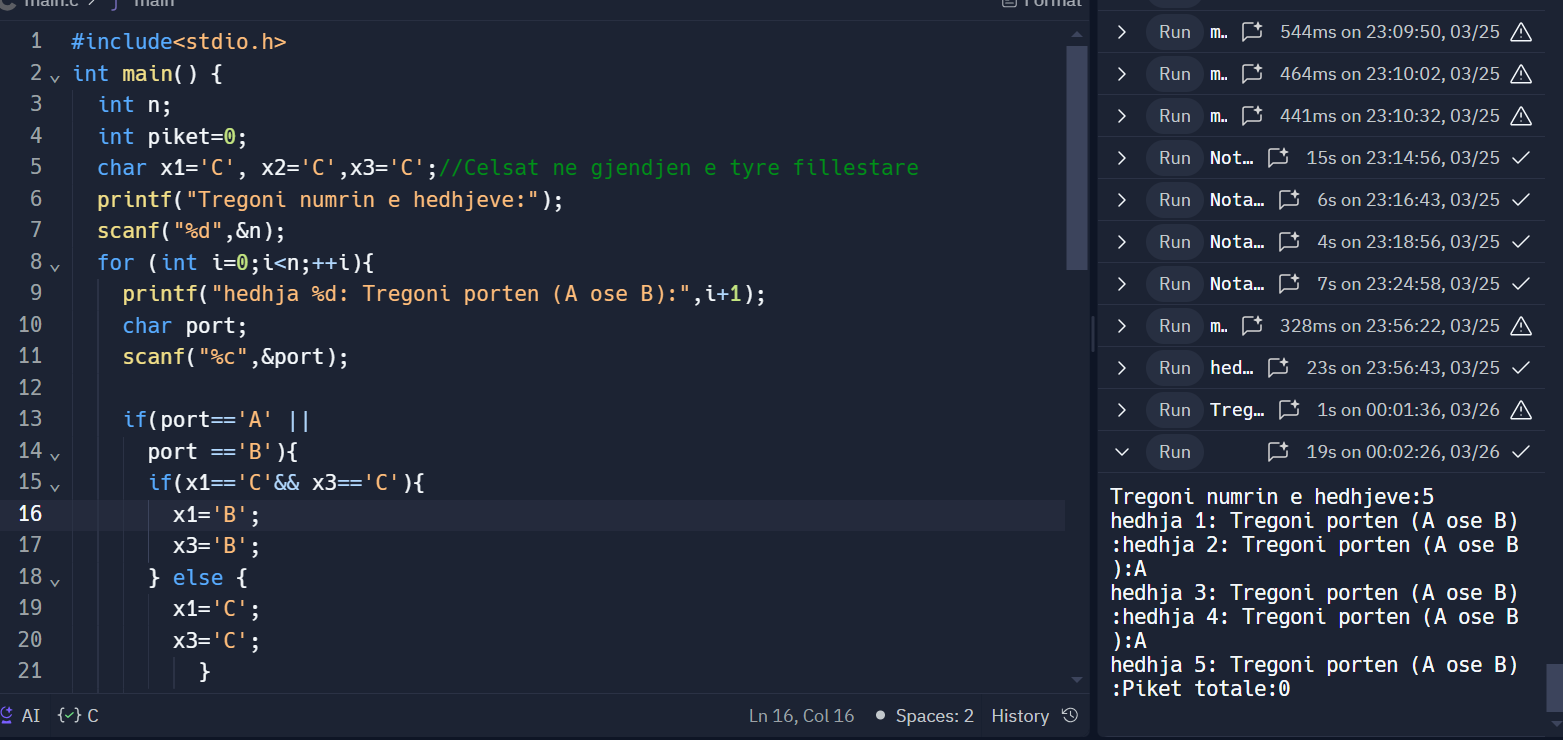 main.c > main
Format
1 #include<stdio.h>
2 int main() {
3 int n;
4 int piket=0;
5 char x1='C', x2='C',x3='C';//Celsat ne gjendjen e tyre fillestare
6 printf("Tregoni numrin e hedhjeve:");
7 scanf("%d",&n);
8 for (int i=0;i<n;++i){
9 printf("hedhja %d: Tregoni porten (A ose B):",i+1);
10 char port;
11 scanf("%c",&port);
12
13 if(port=='A' ||
14 port =='B'){
15 if(x1=='C'&& x3=='C'){
16 x1='B';
17 x3='B';
18 } else {
19 x1='C';
20 x3='C';
21 }
AI {✓} C
Ln 16, Col 16 Spaces: 2 History
Run m.. 544ms on 23:09:50, 03/25
Run m.. 464ms on 23:10:02, 03/25
Run m.. 441ms on 23:10:32, 03/25
Run Not... 15s on 23:14:56, 03/25
Run Nota... 6s on 23:16:43, 03/25
Run Nota... 4s on 23:18:56, 03/25
Run Nota... 7s on 23:24:58, 03/25
Run m.. 328ms on 23:56:22, 03/25
Run hed... 23s on 23:56:43, 03/25
Run Treg... 1s on 00:01:36, 03/26
Run 19s on 00:02:26, 03/26
Tregoni numrin e hedhjeve:5
hedhja 1: Tregoni porten (A ose B)
:hedhja 2: Tregoni porten (A ose B
):A
hedhja 3: Tregoni porten (A ose B)
:hedhja 4: Tregoni porten (A ose B
):A
hedhja 5: Tregoni porten (A ose B)
:Piket totale:0